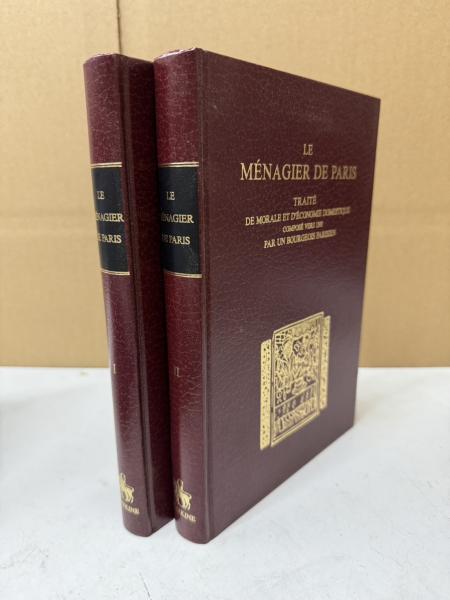 LE
MÉNAGIER
DE PARIS
I
LE
MÉNAGIER
DE PARIS
II
LE
MÉNAGIER DE PARIS
TRAITÉ
DE MORALE ET D'ÉCONOMIE DOMESTIQUE
COMPOSÉ VERS 1393
PAR UN BOURGEOIS PARISIEN